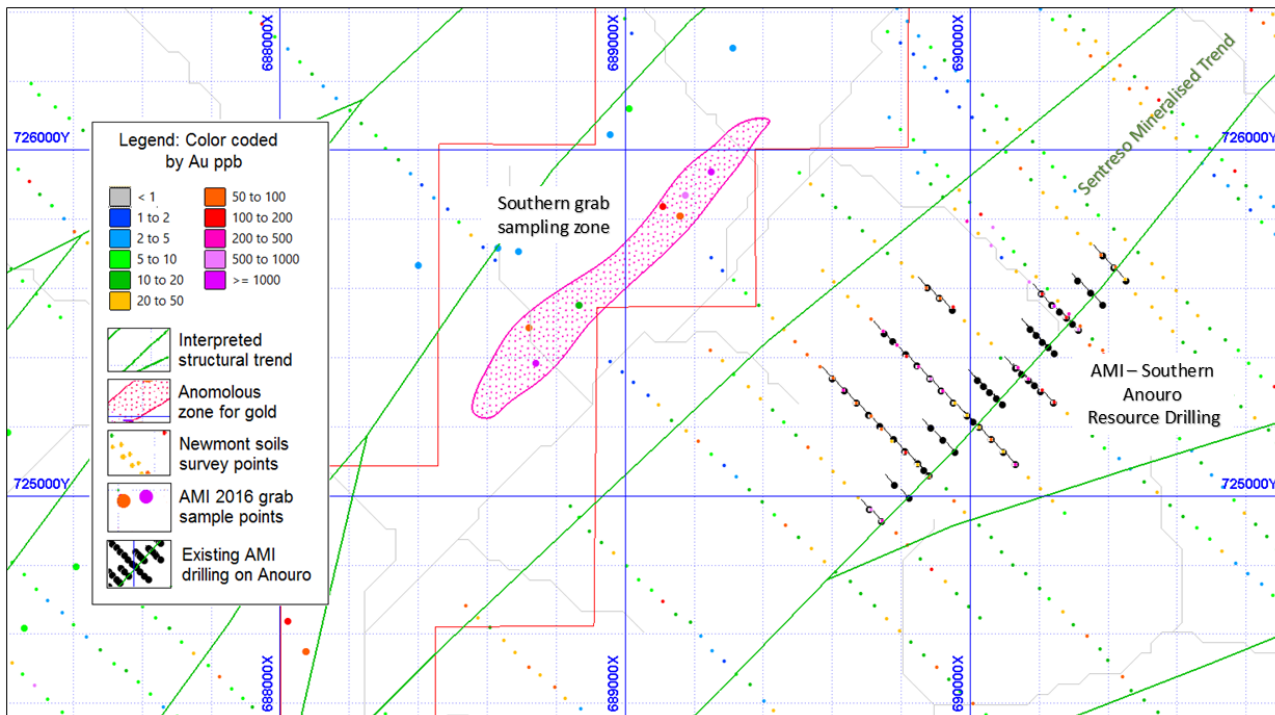 688000X
689000X
690000X
Sentreso Mineralised Trend
726000Y
726000Y
Legend: Color coded
by Au ppb
< 1
1 to 2
2 to 5
5 to 10
10 to 20
20 to 50
50 to 100
100 to 200
200 to 500
500 to 1000
>= 1000
Interpreted
structural trend
Anomolous
zone for gold
Newmont soils
survey points
AMI 2016 grab
sample points
Existing AMI
drilling on Anouro
Southern grab
sampling zone
AMI – Southern
Anouro
Resource Drilling
725000Y
725000Y
688000X
689000X
690000X